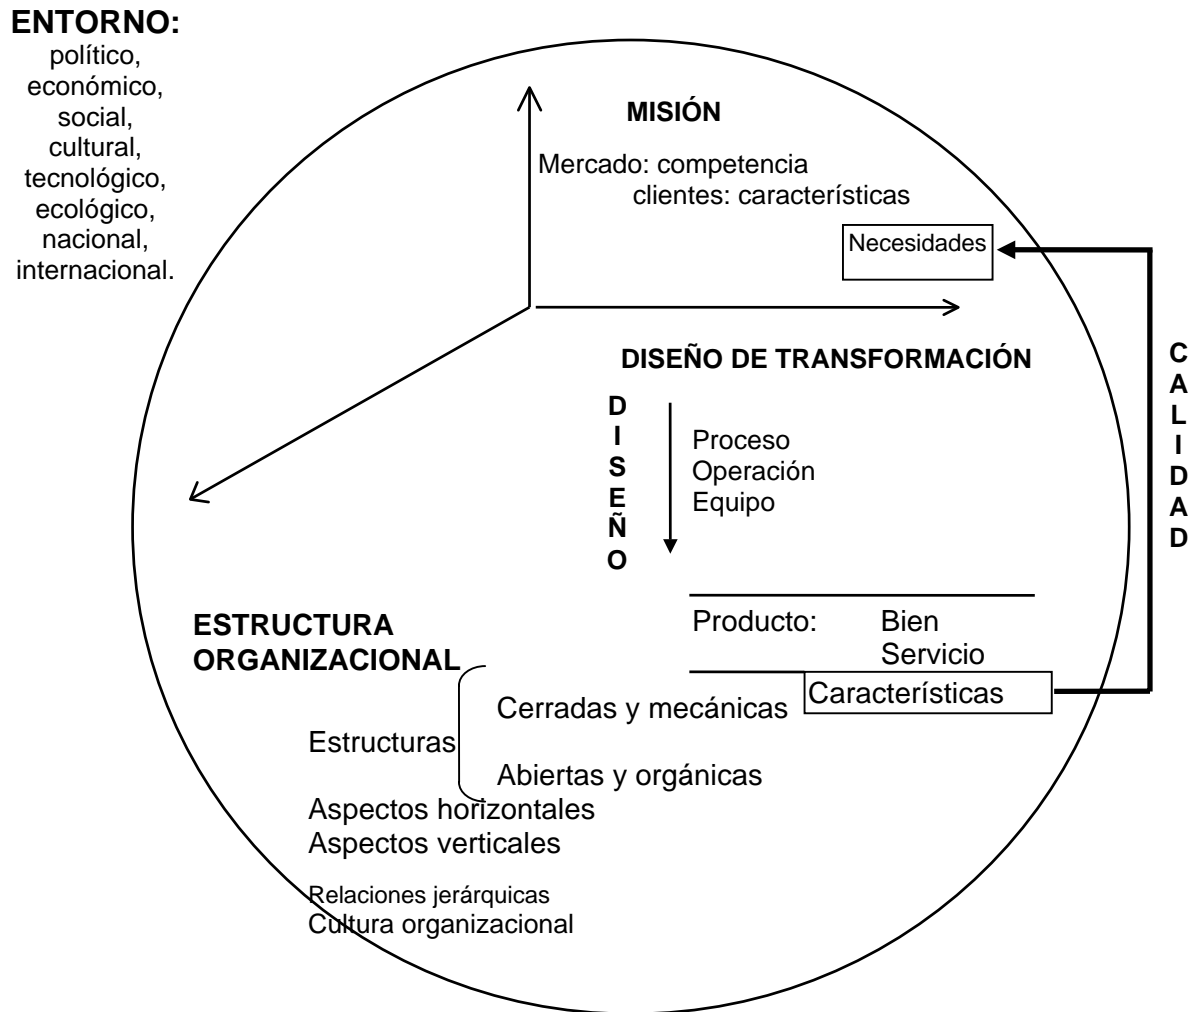 ENTORNO:
político,
económico,
social,
cultural,
tecnológico,
ecológico,
nacional,
internacional.
MISIÓN
Mercado: competencia
clientes: características
Necesidades
DISEÑO DE TRANSFORMACIÓN
DISEÑO
Proceso
Operación
Equipo
CALIDAD
Producto: Bien
Servicio
Características
ESTRUCTURA
ORGANIZACIONAL
Cerradas y mecánicas
Estructuras
Abiertas y orgánicas
Aspectos horizontales
Aspectos verticales
Relaciones jerárquicas
Cultura organizacional